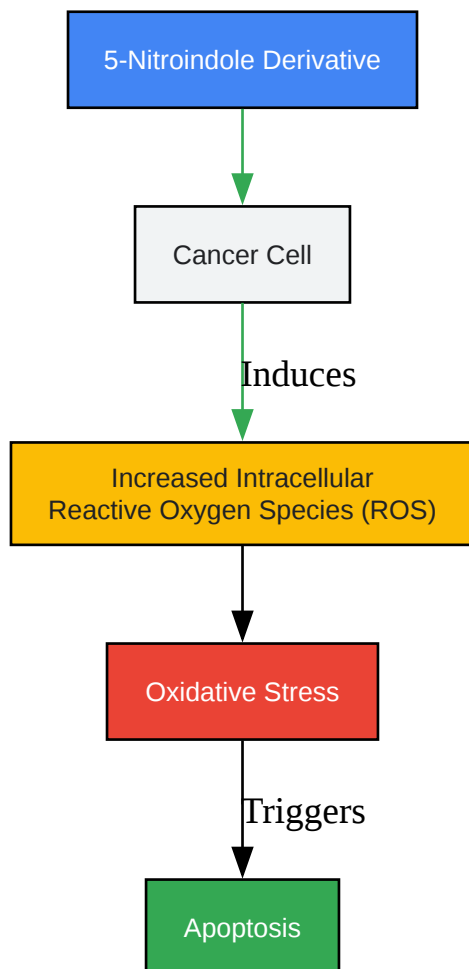 5-Nitroindole Derivative
Cancer Cell
Induces
Increased Intracellular
Reactive Oxygen Species (ROS)
Oxidative Stress
Triggers
Apoptosis